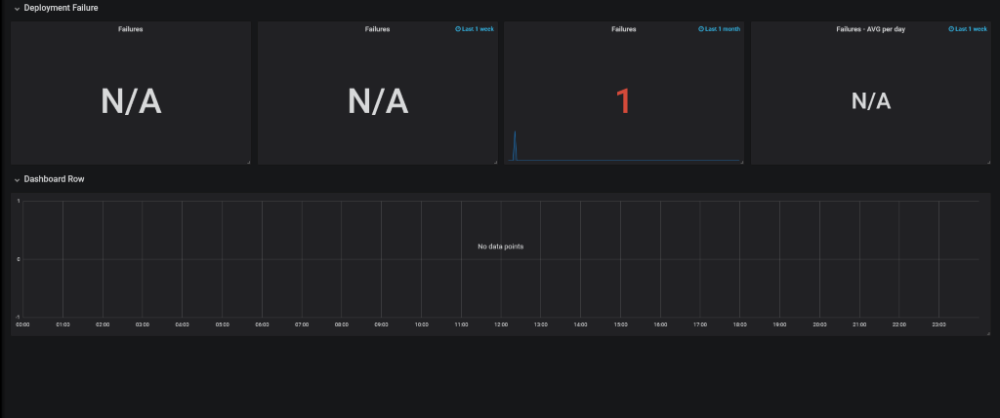 Deployment Failure
Failures
Failures
Last 1 week
Failures
Last 1 month
Failures - AVG per day
Last 1 week
N/A
N/A
1
N/A
Dashboard Row
1
No data points
0
-1
00:00 01:00 02:00 03:00 04:00 05:00 06:00 07:00 08:00 09:00 10:00 11:00 12:00 13:00 14:00 15:00 16:00 17:00 18:00 19:00 20:00 21:00 22:00 23:00